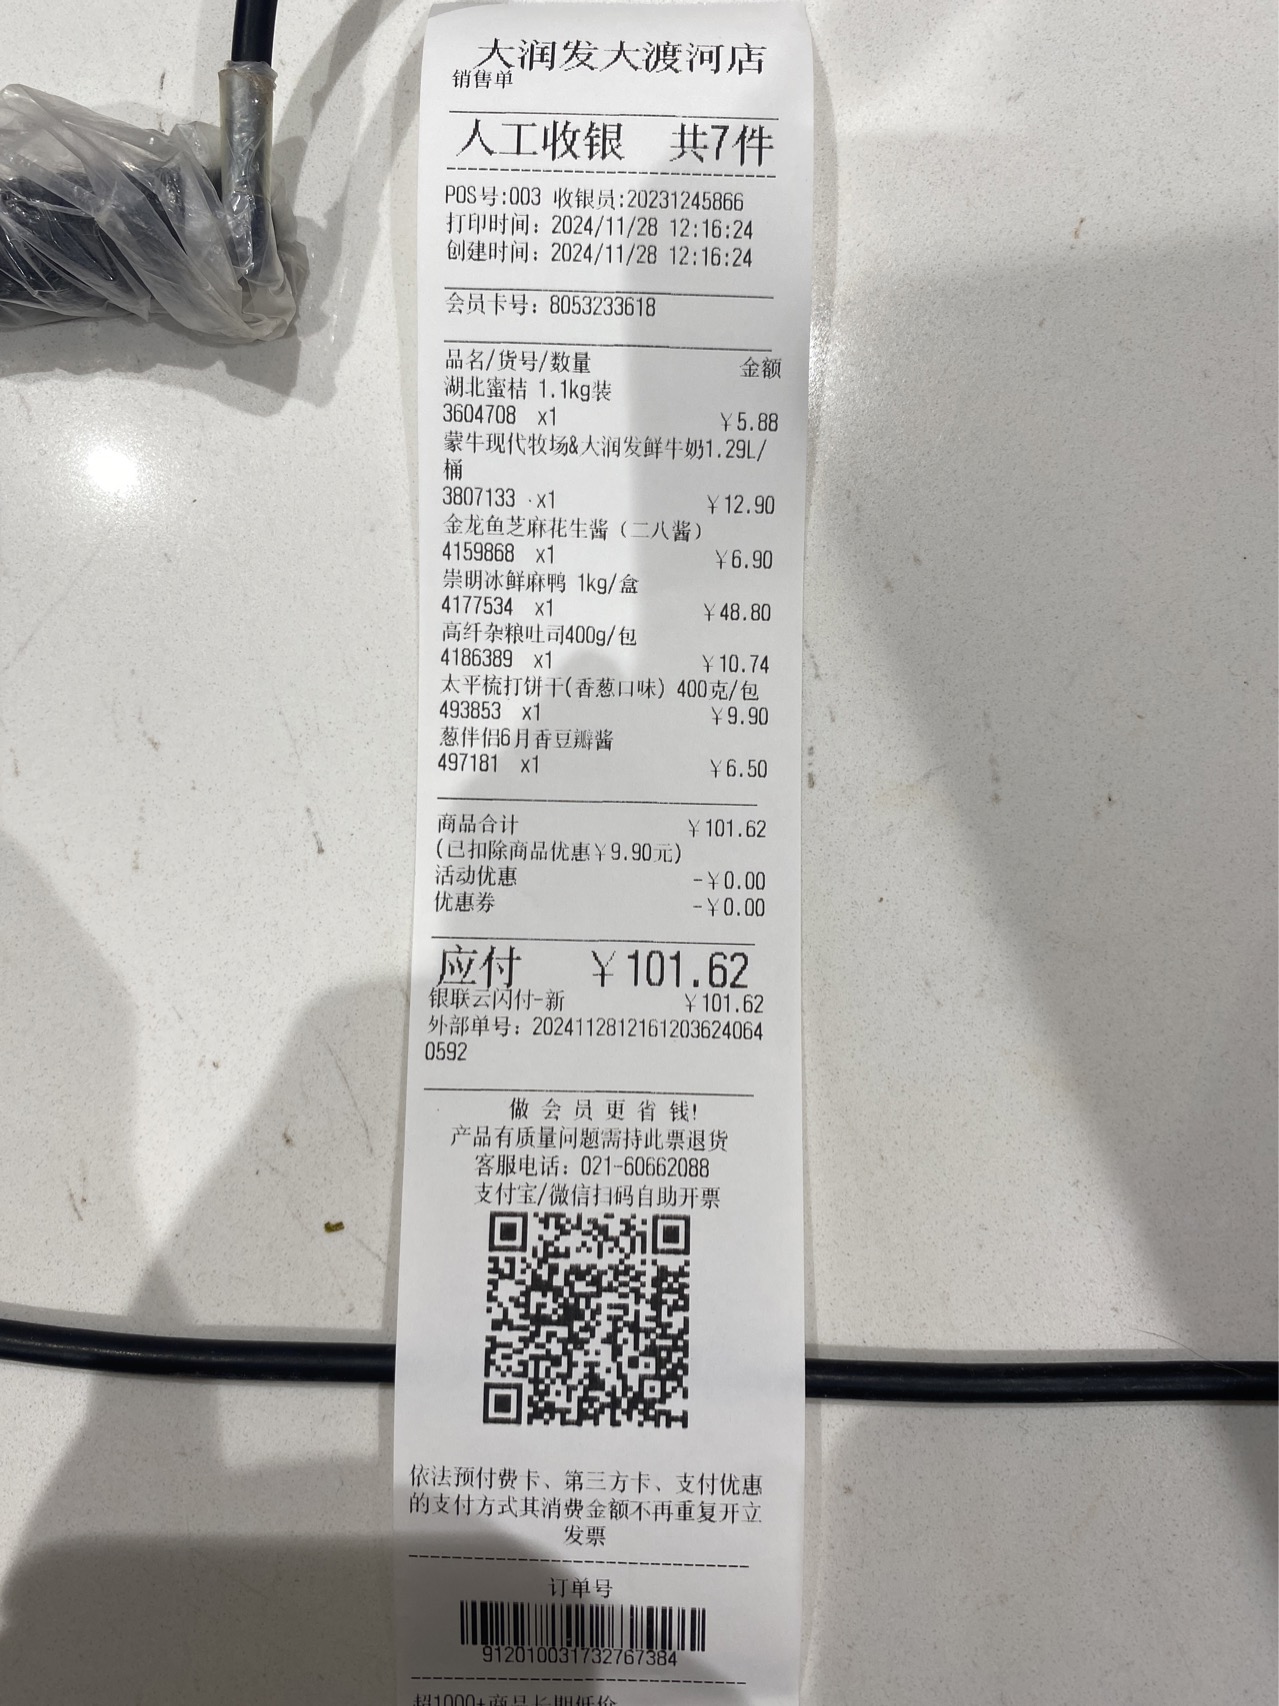 大润发大渡河店
销售单
人工收银 共7件
POS号:003 收银员:20231245866
打印时间：2024/11/28 12:16:24
创建时间：2024/11/28 12:16:24
会员卡号：8053233618
品名/货号/数量 金额
湖北蜜桔 1.1kg装
3604708 x1 ￥5.88
蒙牛现代牧场&大润发鲜牛奶1.29L/
桶
3807133 x1 ￥12.90
金龙鱼芝麻花生酱（二八酱）
4159868 x1 ￥6.90
崇明冰鲜麻鸭 1kg/盒
4177534 x1 ￥48.80
高纤杂粮吐司400g/包
4186389 x1 ￥10.74
太平梳打饼干(香葱口味) 400克/包
493853 x1 ￥9.90
葱伴侣6月香豆瓣酱
497181 x1 ￥6.50
商品合计 ￥101.62
(已扣除商品优惠￥9.90元)
活动优惠 -￥0.00
优惠券 -￥0.00
应付 ￥101.62
银联云闪付-新 ￥101.62
外部单号：2024112812161203624064
0592
做会员更省钱!
产品有质量问题需持此票退货
客服电话：021-60662088
支付宝/微信扫码自助开票
依法预付费卡、第三方卡、支付优惠
的支付方式其消费金额不再重复开立
发票
订单号
912010031732767384
超1000+商品长期低价